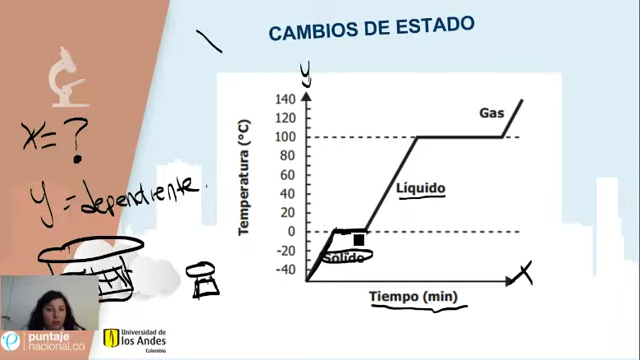 CAMBIOS DE ESTADO
y
x = ?
y = dependiente.
Temperatura (°C)
140
120
100
80
60
40
20
0
-20
-40
Gas
Líquido
Sólido
x
Tiempo (min)
puntaje
nacional.co
Universidad de
los Andes
Colombia